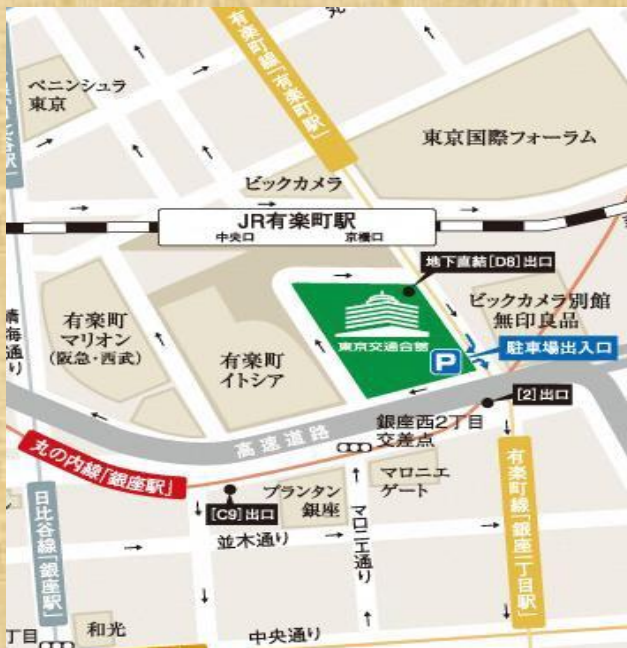 有楽町線「有楽町駅」
ペニンシュラ
東京
東京国際フォーラム
ビックカメラ
JR有楽町駅
中央口
京橋口
地下直結[D8]出口
ビックカメラ別館
無印良品
東京交通会館
有楽町
マリオン
(阪急・西武)
有楽町
イトシア
P
駐車場出入口
[2]出口
高速道路
銀座西2丁目
交差点
丸の内線「銀座駅」
マロニエ
ゲート
プランタン
銀座
[C9]出口
並木通り
マロニエ通り
有楽町線「銀座一丁目駅」
日比谷線「銀座駅」
晴海通り
和光
中央通り
丁目